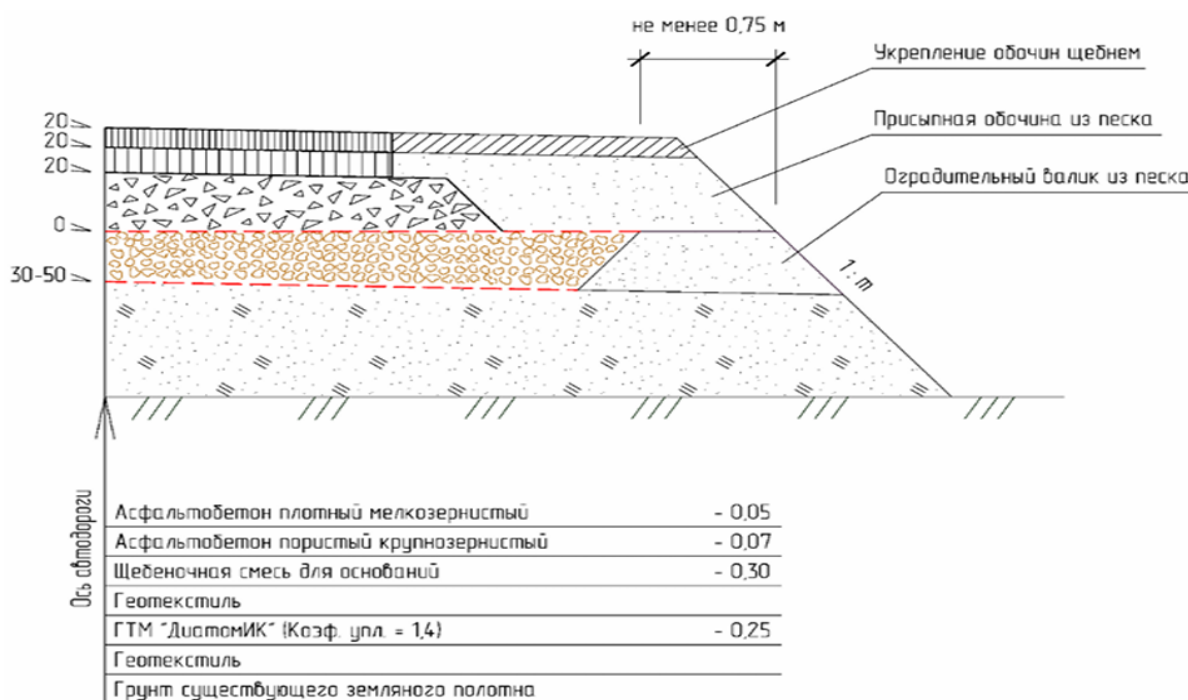 не менее 0,75 м
Укрепление обочин щебнем
Присыпная обочина из песка
Оградительный валик из песка
20
20
20
0
30-50
1: m
Ось автодороги
Асфальтобетон плотный мелкозернистый - 0,05
Асфальтобетон пористый крупнозернистый - 0,07
Щебеночная смесь для оснований - 0,30
Геотекстиль
ГТМ "ДиатомИК" (Коэф. упл. = 1,4) - 0,25
Геотекстиль
Грунт существующего земляного полотна